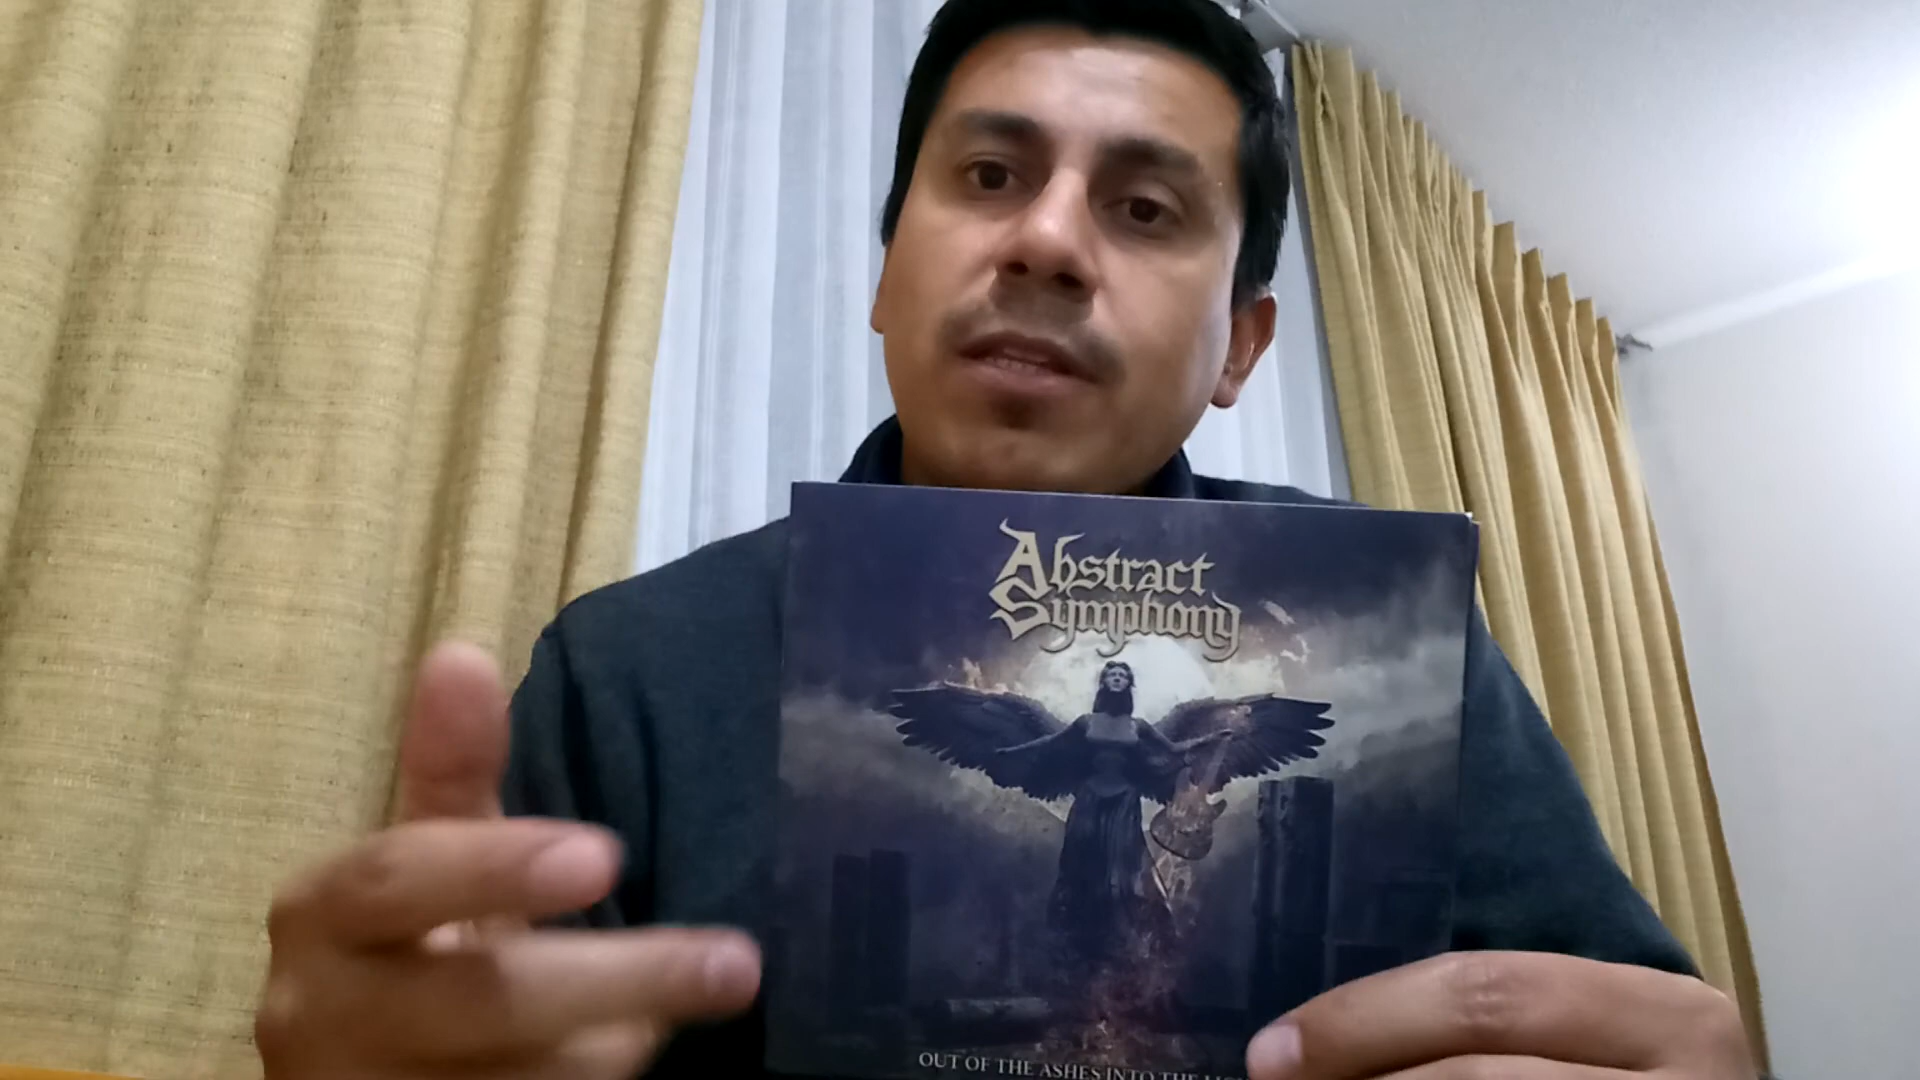 Abstract
Symphony
OUT OF THE ASHES INTO THE